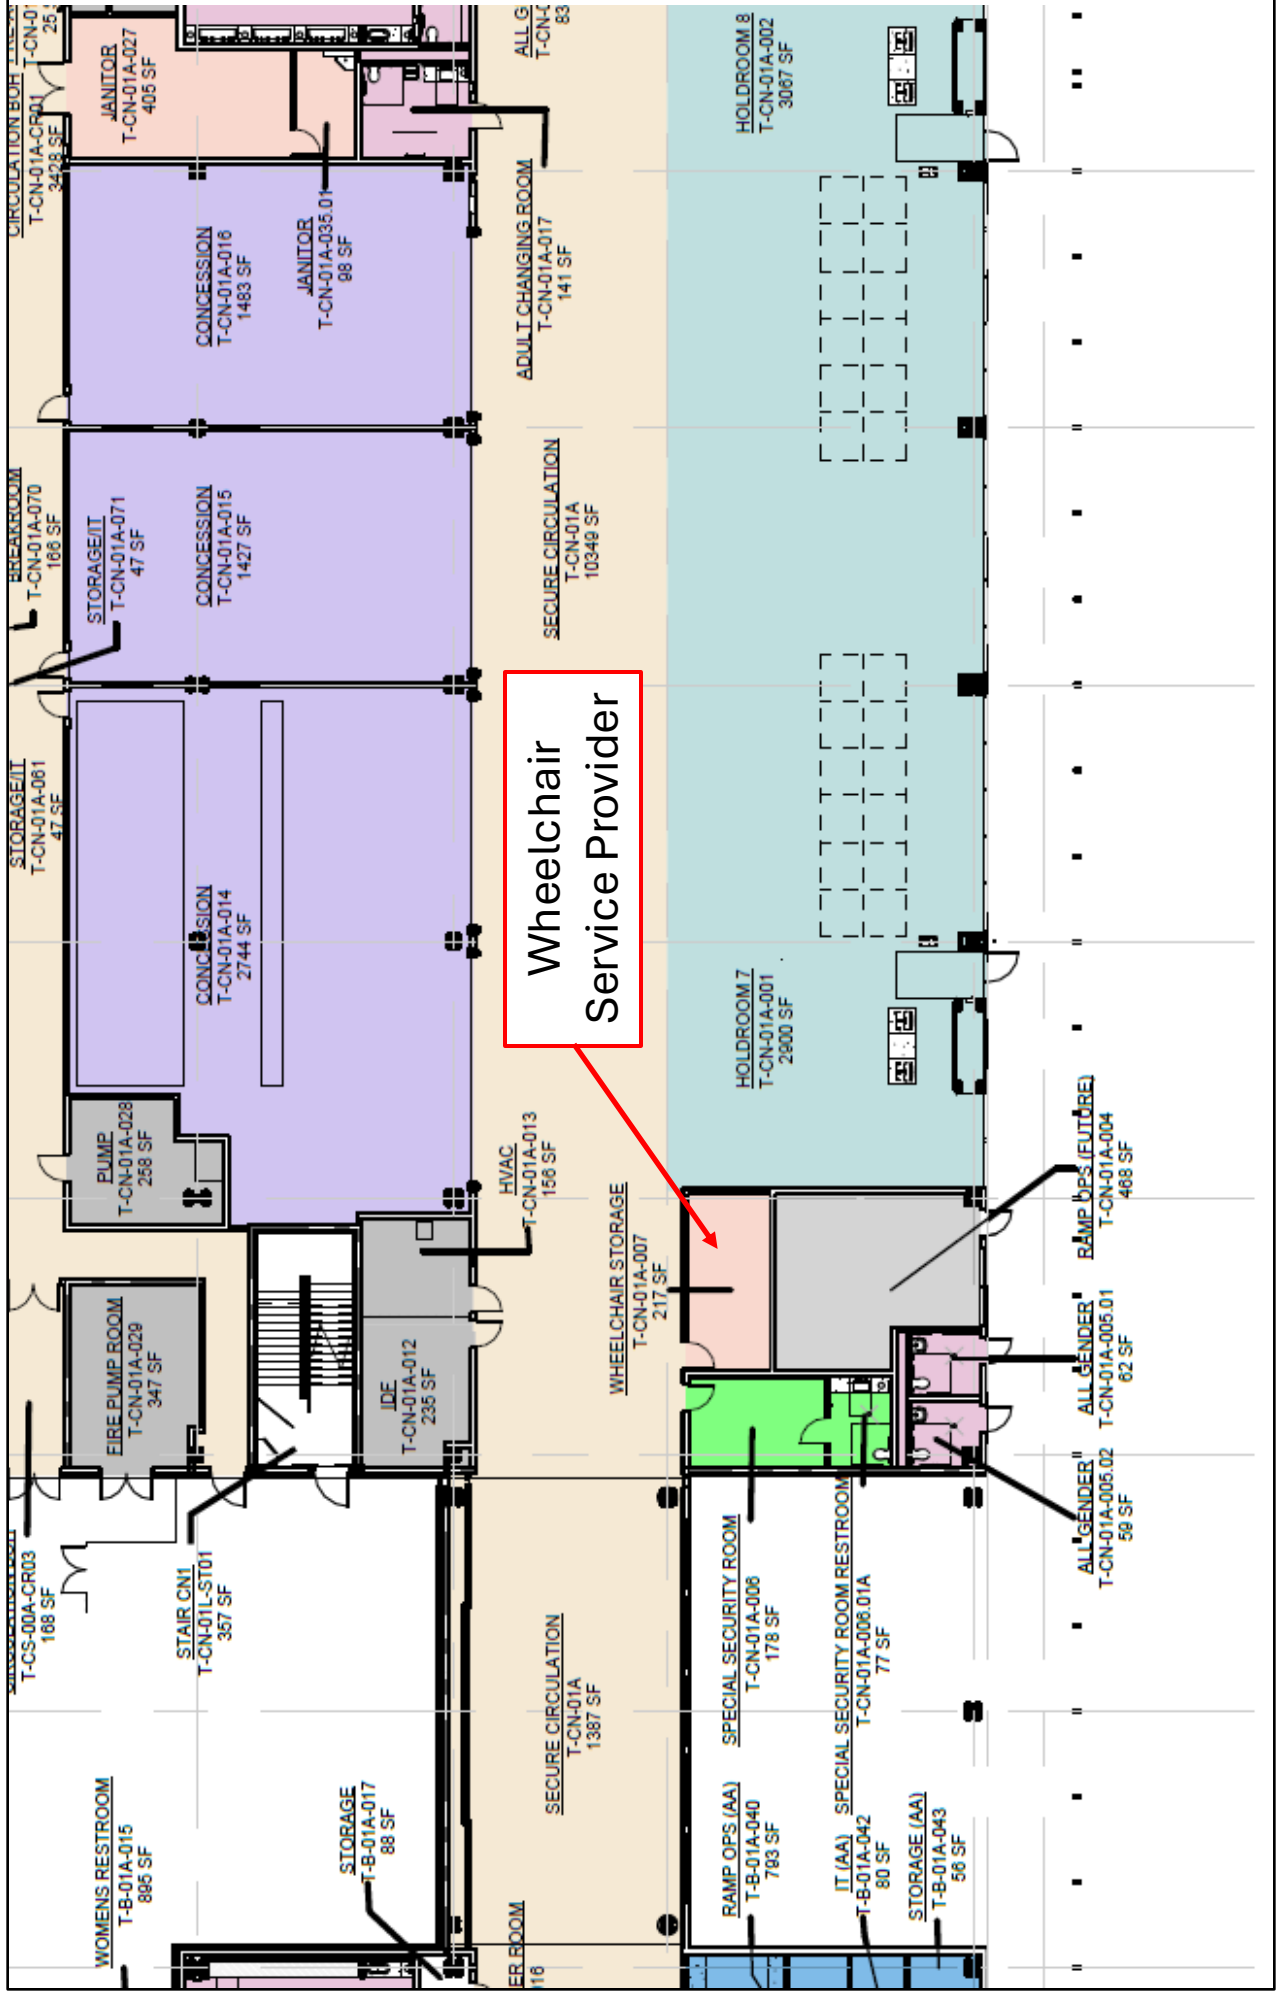 JANITOR
T-CN-01A-027
405 SF
T-CN-01A-CR01
3428 SF
CONCESSION
T-CN-01A-016
1483 SF
JANITOR
T-CN-01A-035.01
98 SF
ADULT CHANGING ROOM
T-CN-01A-017
141 SF
ALL G
T-CN-0
83
HOLDROOM 8
T-CN-01A-002
3067 SF
BREAKROOM
T-CN-01A-070
166 SF
STORAGE/IT
T-CN-01A-071
47 SF
CONCESSION
T-CN-01A-015
1427 SF
SECURE CIRCULATION
T-CN-01A
10349 SF
STORAGE/IT
T-CN-01A-061
47 SF
CONCESSION
T-CN-01A-014
2744 SF
Wheelchair
Service Provider
HOLDROOM 7
T-CN-01A-001
2900 SF
PUMP
T-CN-01A-028
258 SF
HVAC
T-CN-01A-013
156 SF
WHEELCHAIR STORAGE
T-CN-01A-007
217 SF
RAMP OPS (FUTURE)
T-CN-01A-004
468 SF
FIRE PUMP ROOM
T-CN-01A-029
347 SF
IDF
T-CN-01A-012
235 SF
ALL GENDER
T-CN-01A-005.01
62 SF
ALL GENDER
T-CN-01A-005.02
59 SF
T-CS-00A-CR03
168 SF
STAIR CN1
T-CN-01L-ST01
357 SF
SECURE CIRCULATION
T-CN-01A
1387 SF
SPECIAL SECURITY ROOM
T-CN-01A-006
178 SF
SPECIAL SECURITY ROOM RESTROOM
T-CN-01A-006.01A
77 SF
WOMENS RESTROOM
T-B-01A-015
895 SF
STORAGE
T-B-01A-017
88 SF
ER ROOM
016
RAMP OPS (AA)
T-B-01A-040
793 SF
IT (AA)
T-B-01A-042
80 SF
STORAGE (AA)
T-B-01A-043
56 SF